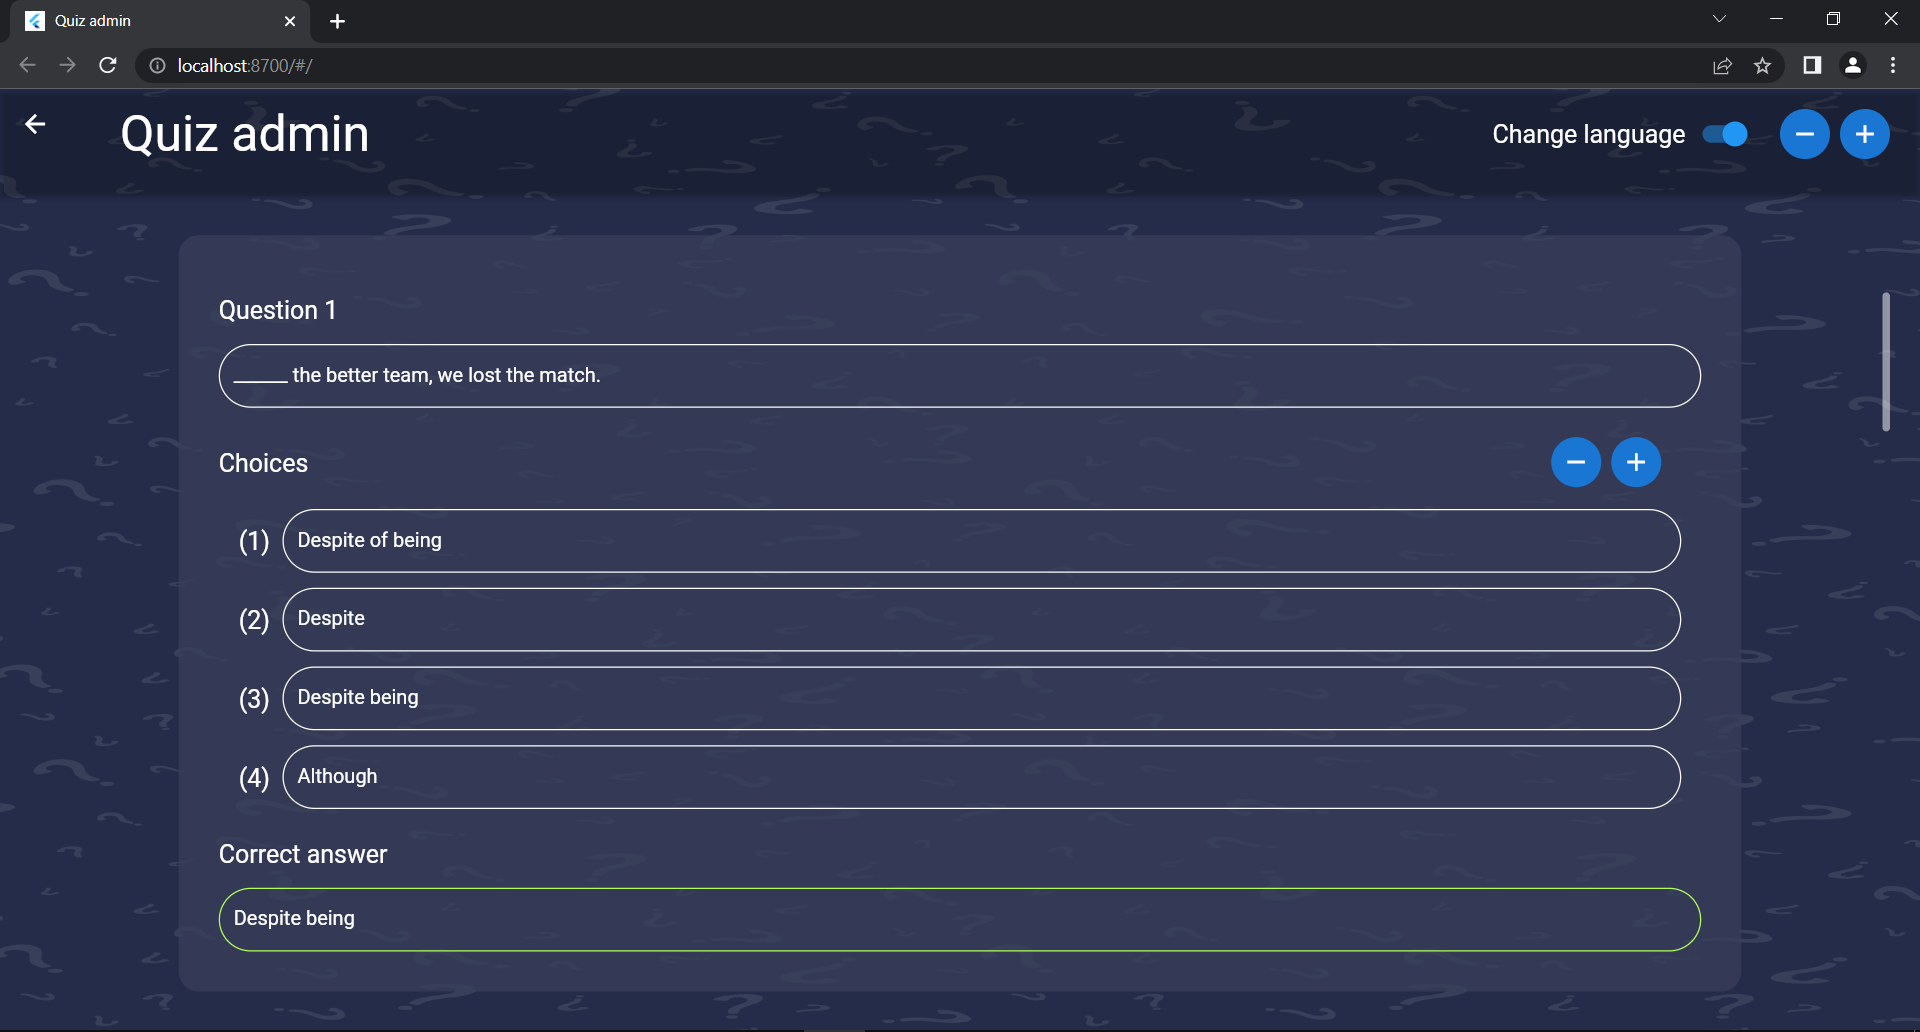 Quiz admin
localhost:8700/#/
Quiz admin
Change language
Question 1
______ the better team, we lost the match.
Choices
(1) Despite of being
(2) Despite
(3) Despite being
(4) Although
Correct answer
Despite being